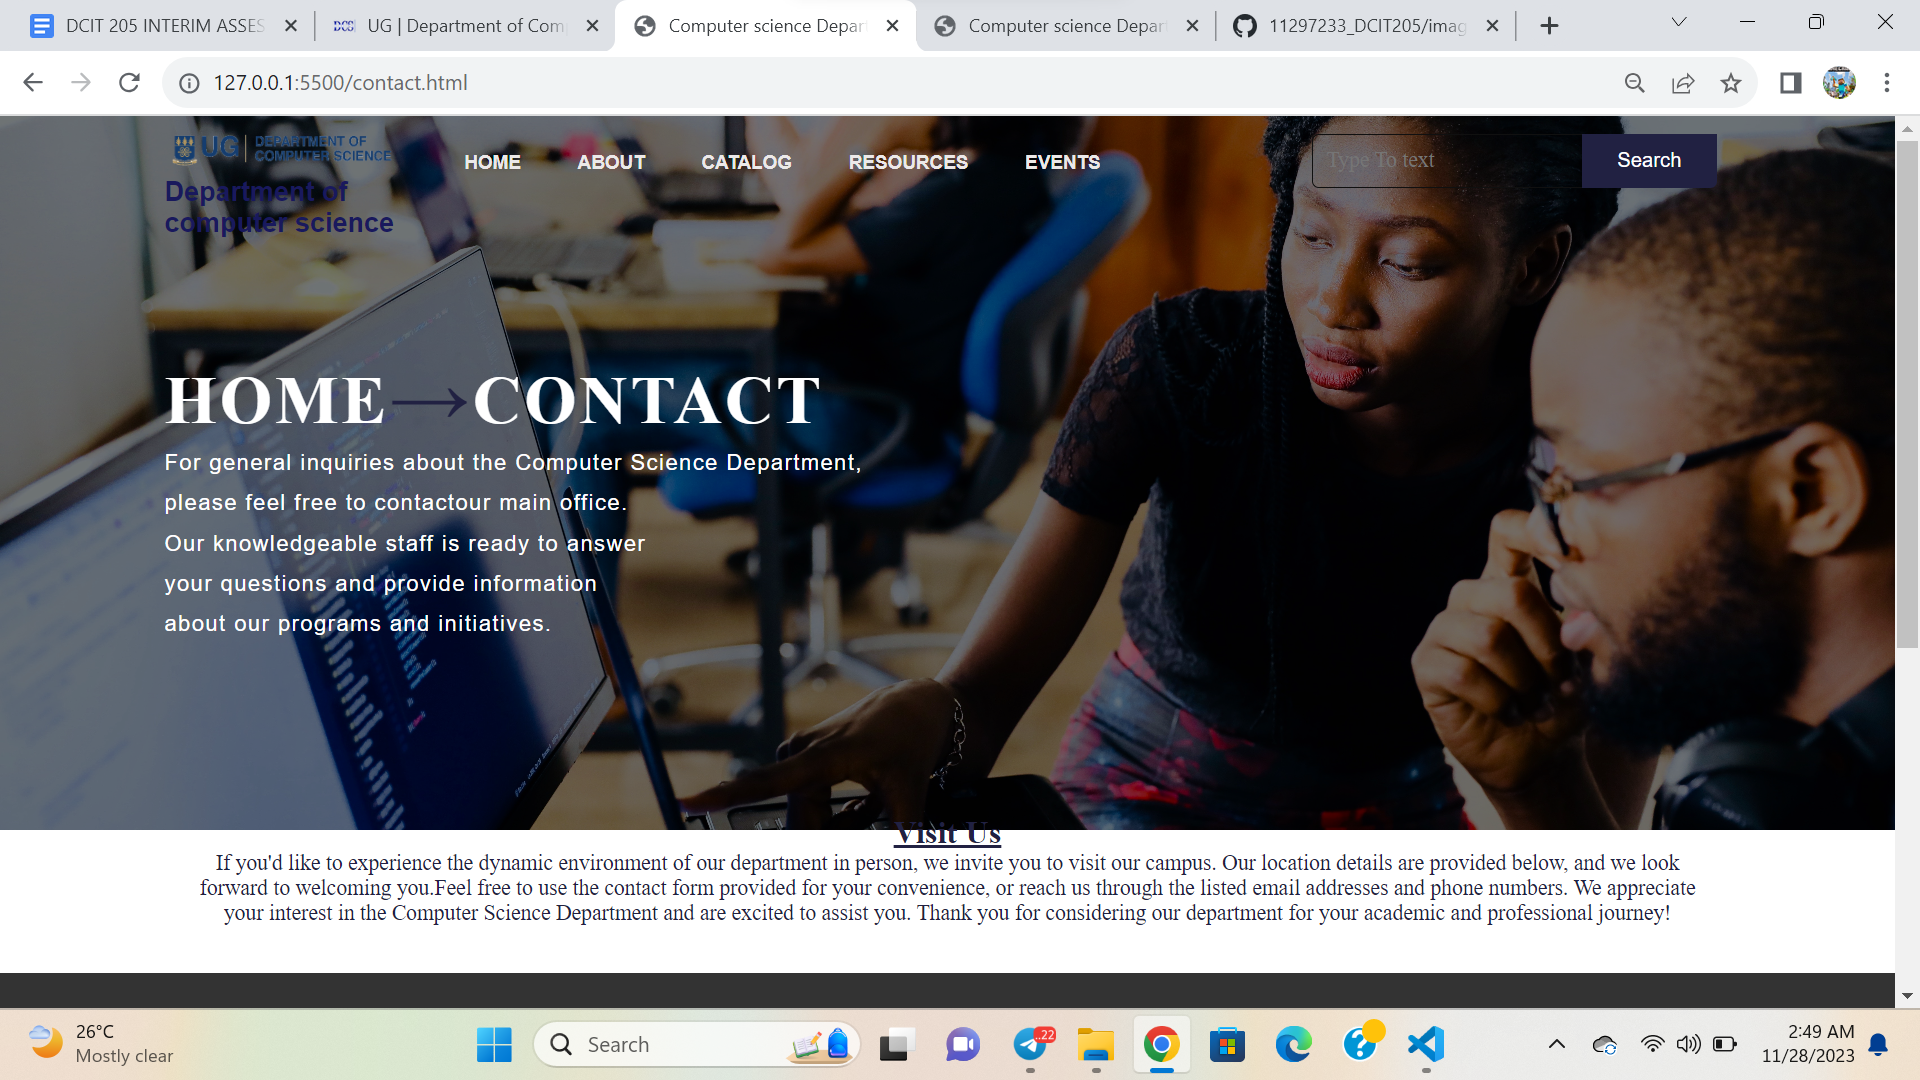 DCIT 205 INTERIM ASSES
DCS UG | Department of Com
Computer science Depar
Computer science Depar
11297233_DCIT205/imag
127.0.0.1:5500/contact.html
UG DEPARTMENT OF
COMPUTER SCIENCE
Department of
computer science
HOME ABOUT CATALOG RESOURCES EVENTS
Type To text
Search
HOME→CONTACT
For general inquiries about the Computer Science Department,
please feel free to contactour main office.
Our knowledgeable staff is ready to answer
your questions and provide information
about our programs and initiatives.
Visit Us
If you'd like to experience the dynamic environment of our department in person, we invite you to visit our campus. Our location details are provided below, and we look
forward to welcoming you.Feel free to use the contact form provided for your convenience, or reach us through the listed email addresses and phone numbers. We appreciate
your interest in the Computer Science Department and are excited to assist you. Thank you for considering our department for your academic and professional journey!
26°C
Mostly clear
Search
..22
2:49 AM
11/28/2023